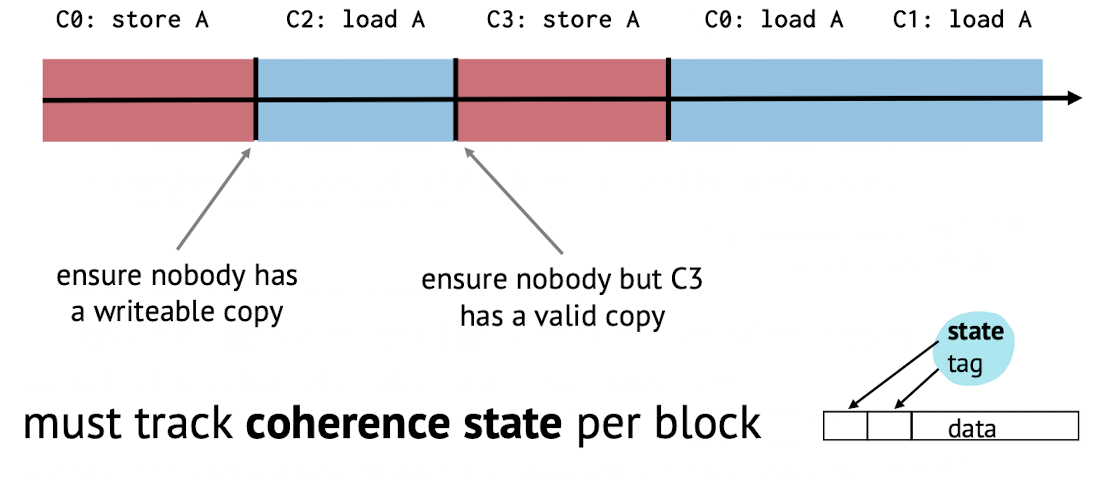 C0: store A
C2: load A
C3: store A
C0: load A
C1: load A
ensure nobody has
a writeable copy
ensure nobody but C3
has a valid copy
state
tag
must track coherence state per block
data